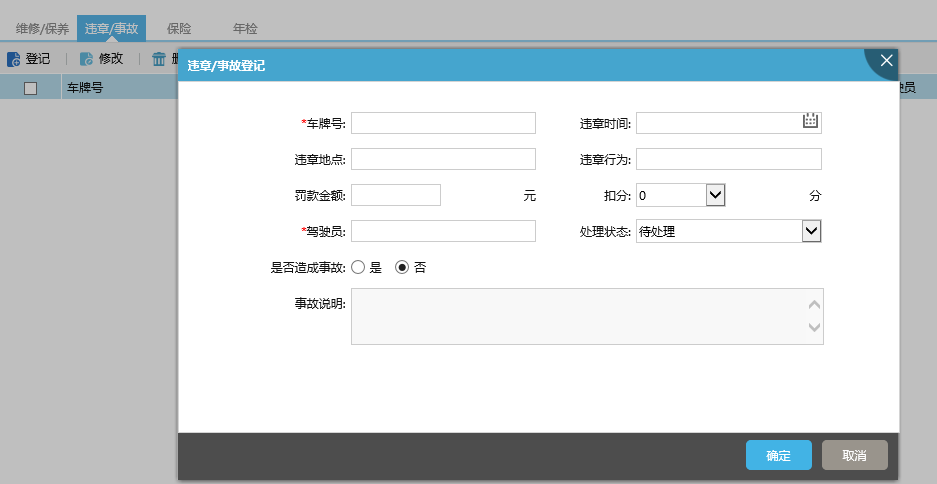 维修/保养 违章/事故 保险 年检
登记 修改
违章/事故登记
车牌号
*车牌号: 违章时间:
违章地点: 违章行为:
罚款金额: 元 扣分: 0 分
*驾驶员: 处理状态: 待处理
是否造成事故: 是 否
事故说明:
确定 取消